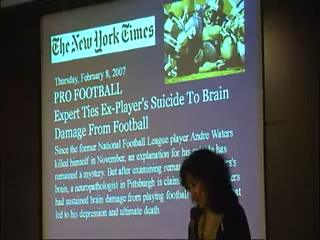 The New York Times
Thursday, February 8, 2007
PRO FOOTBALL
Expert Ties Ex-Player's Suicide To Brain
Damage From Football
Since the former National Football League player Andre Waters
killed himself in November, an explanation for his suicide has
remained a mystery. But after examining remains
brain, a neuropathologist in Pittsburgh is claiming
had sustained brain damage from playing football
led to his depression and ultimate death